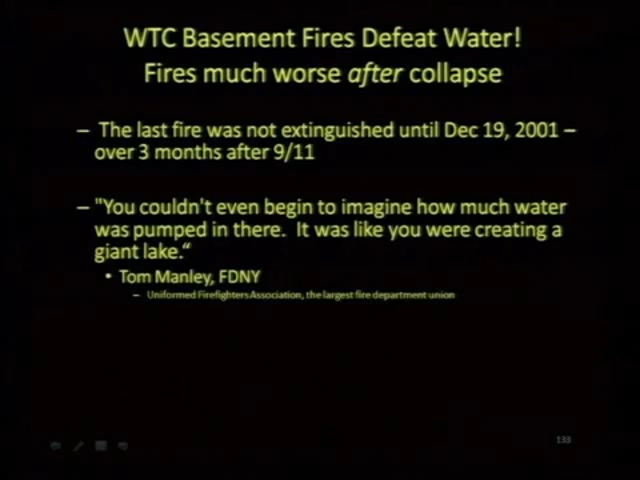 WTC Basement Fires Defeat Water!
Fires much worse after collapse
– The last fire was not extinguished until Dec 19, 2001 –
over 3 months after 9/11
– "You couldn't even begin to imagine how much water
was pumped in there. It was like you were creating a
giant lake.“
• Tom Manley, FDNY
– Uniformed Firefighters Association, the largest fire department union
133